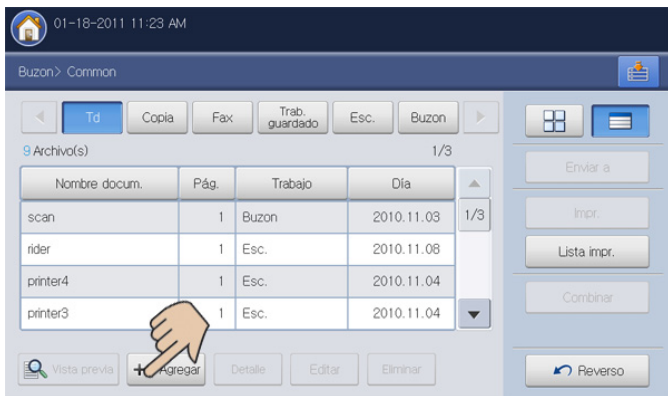 01-18-2011 11:23 AM
Buzon> Common
Td Copia Fax Trab. guardado Esc. Buzon
9 Archivo(s) 1/3
Nombre docum. Pág. Trabajo Día
scan 1 Buzon 2010.11.03 1/3
rider 1 Esc. 2010.11.08
printer4 1 Esc. 2010.11.04
printer3 1 Esc. 2010.11.04
Vista previa Agregar Detalle Editar Eliminar
Enviar a
Impr.
Lista impr.
Combinar
Reverso